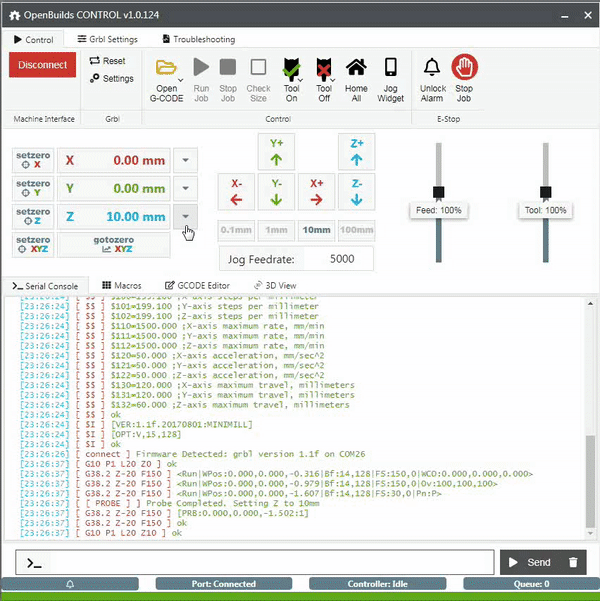 OpenBuilds CONTROL v1.0.124
Control Grbl Settings Troubleshooting
Disconnect
Reset
Settings
Open G-CODE
Run Job
Stop Job
Check Size
Tool On
Tool Off
Home All
Jog Widget
Unlock Alarm
Stop Job
Machine Interface Grbl Control E-Stop
setzero X X 0.00 mm
setzero Y Y 0.00 mm
setzero Z Z 10.00 mm
setzero XYZ gotozero XYZ
Y+ Z+
X- Y- X+ Z-
0.1mm 1mm 10mm 100mm
Jog Feedrate: 5000
Feed: 100% Tool: 100%
Serial Console Macros GCODE Editor 3D View
[23:26:24] [ $$ ] $100=199.100 ;X-axis steps per millimeter
[23:26:24] [ $$ ] $101=199.100 ;Y-axis steps per millimeter
[23:26:24] [ $$ ] $102=199.100 ;Z-axis steps per millimeter
[23:26:24] [ $$ ] $110=1500.000 ;X-axis maximum rate, mm/min
[23:26:24] [ $$ ] $111=1500.000 ;Y-axis maximum rate, mm/min
[23:26:24] [ $$ ] $112=1500.000 ;Z-axis maximum rate, mm/min
[23:26:24] [ $$ ] $120=50.000 ;X-axis acceleration, mm/sec^2
[23:26:24] [ $$ ] $121=50.000 ;Y-axis acceleration, mm/sec^2
[23:26:24] [ $$ ] $122=50.000 ;Z-axis acceleration, mm/sec^2
[23:26:24] [ $$ ] $130=120.000 ;X-axis maximum travel, millimeters
[23:26:24] [ $$ ] $131=120.000 ;Y-axis maximum travel, millimeters
[23:26:24] [ $$ ] $132=60.000 ;Z-axis maximum travel, millimeters
[23:26:24] [ $$ ] ok
[23:26:24] [ $I ] [VER:1.1f.20170801:MINIMILL]
[23:26:24] [ $I ] [OPT:V,15,128]
[23:26:24] [ $I ] ok
[23:26:26] [ connect ] Firmware Detected: grbl version 1.1f on COM26
[23:26:37] [ G10 P1 L20 Z0 ] ok
[23:26:37] [ G38.2 Z-20 F150 ] <Run|WPos:0.000,0.000,-0.316|Bf:14,128|FS:150,0|WCO:0.000,0.000,0.000>
[23:26:37] [ G38.2 Z-20 F150 ] <Run|WPos:0.000,0.000,-0.979|Bf:14,128|FS:150,0|Ov:100,100,100>
[23:26:37] [ G38.2 Z-20 F150 ] <Run|WPos:0.000,0.000,-1.607|Bf:14,128|FS:30,0|Pn:P>
[23:26:37] [ [ PROBE ] ] Probe Completed. Setting Z to 10mm
[23:26:37] [ G38.2 Z-20 F150 ] [PRB:0.000,0.000,-1.502:1]
[23:26:37] [ G38.2 Z-20 F150 ] ok
[23:26:37] [ G10 P1 L20 Z10 ] ok
Send
Port: Connected Controller: Idle Queue: 0